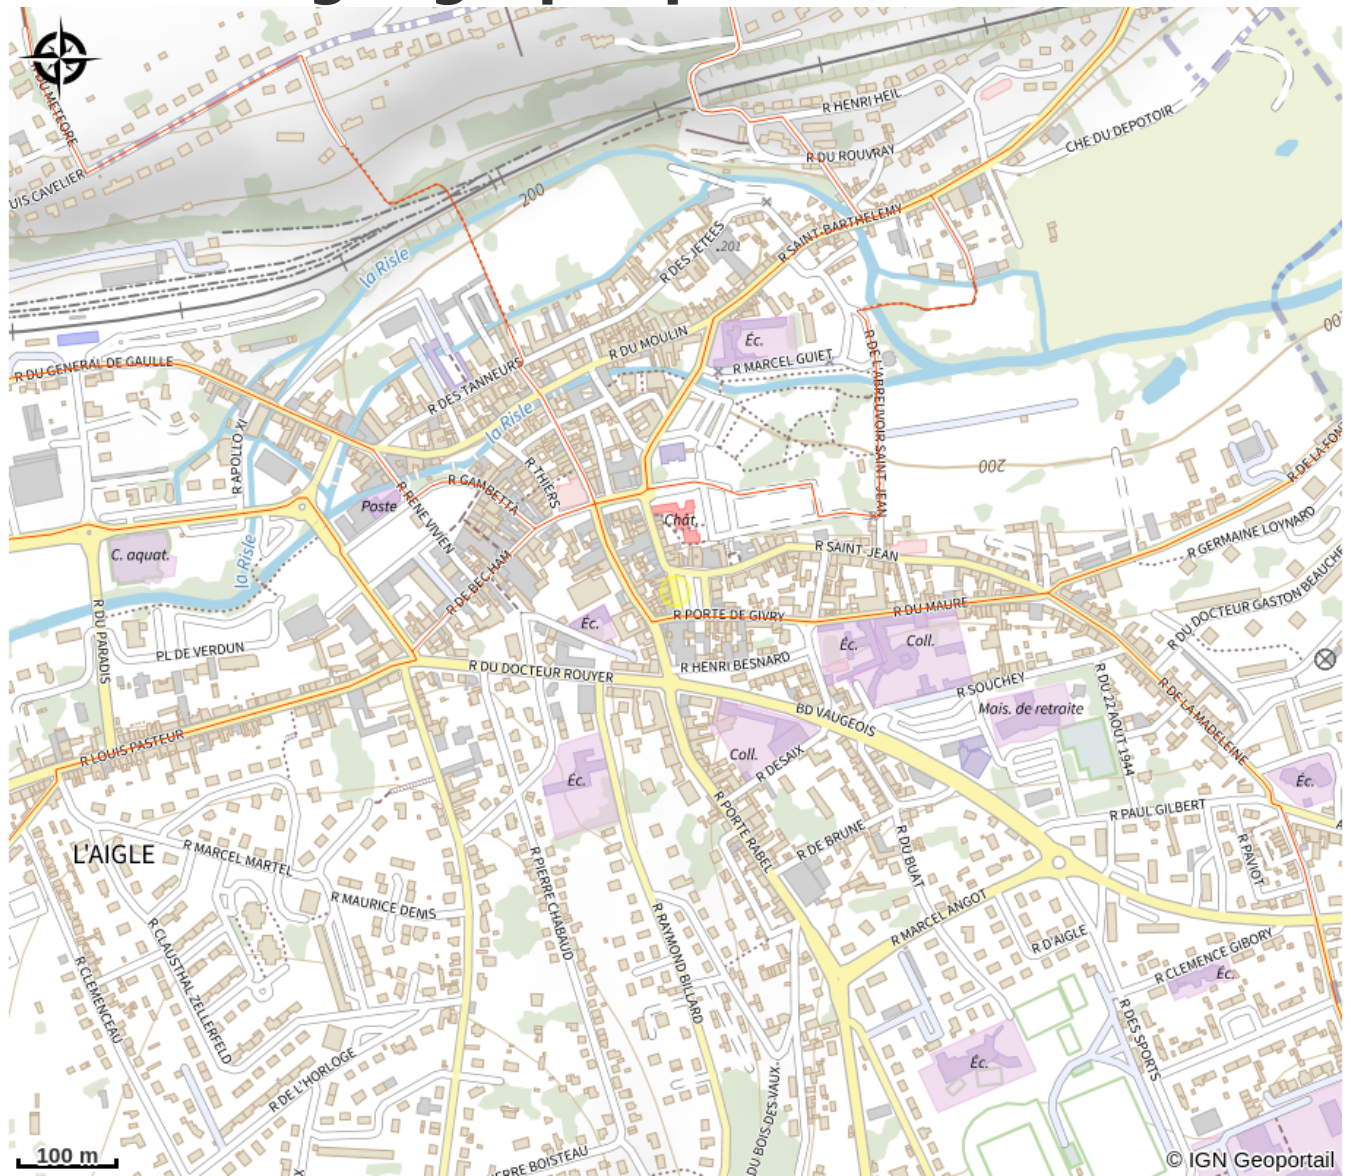 R DU METEORE
UIS CAVELIER
R HENRI HEIL
R DU ROUVRAY
CHE DU DEPOTOIR
200
la Risle
R DES JETEES
.201
R SAINT-BARTHELEMY
R DU GENERAL DE GAULLE
R DU MOULIN
Éc.
R MARCEL GUIET
R DES TANNEURS
la Risle
R DE L'ABREUVOIR SAINT-JEAN
200
200
R APOLLO XI
R THIERS
R GAMBETTA
Poste
R RENE VIVIEN
Chât.
R DE LA FON
R GERMAINE LOYNARD
C. aquat.
la Risle
R DE BEC HAM
R SAINT-JEAN
R DU DOCTEUR GASTON BEAUCHE
R DU PARADIS
Éc.
R PORTE DE GIVRY
R DU MAURE
Éc.
Coll.
PL DE VERDUN
R DU DOCTEUR ROUYER
R HENRI BESNARD
R SOUCHEY
R DU 22 AOUT 1944
Mais. de retraite
R DE LA MADELEINE
BD VAUGEOIS
R LOUIS PASTEUR
Coll.
R DESAIX
Éc.
Éc.
R PORTE RABEL
R PAUL GILBERT
L'AIGLE
R MARCEL MARTEL
R DE BRUNE
R DU BUAT
R PAVIOT
R MAURICE DENIS
R PIERRE CHABAUD
R RAYMOND BILLARD
R MARCEL ANGOT
R D'AIGLE
R CLAUSTHAL ZELLERFELD
R CLEMENCEAU
R CLEMENCE GIBORY
Éc.
R DES SPORTS
Éc.
R DE L'HORLOGE
DU BOIS-DES-VAUX
ERRE BOISTEAU
100 m
© IGN Geoportail